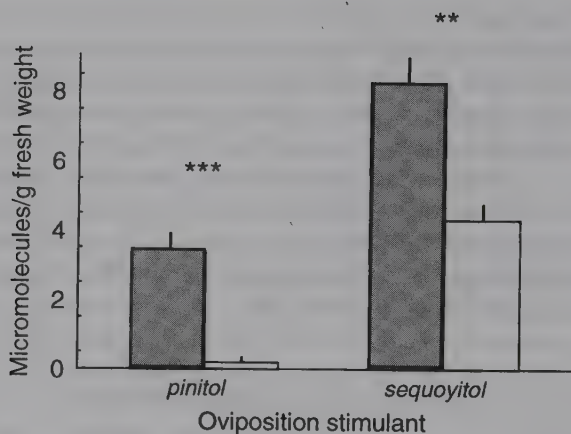 **
***
8
6
4
2
0
Micromolecules/g fresh weight
pinitol
sequoyitol
Oviposition stimulant